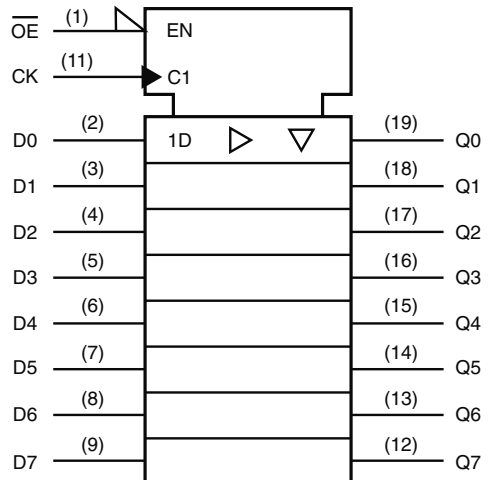 O̅E̅ (1) EN
CK (11) C1
D0 (2) 1D (19) Q0
D1 (3) (18) Q1
D2 (4) (17) Q2
D3 (5) (16) Q3
D4 (6) (15) Q4
D5 (7) (14) Q5
D6 (8) (13) Q6
D7 (9) (12) Q7